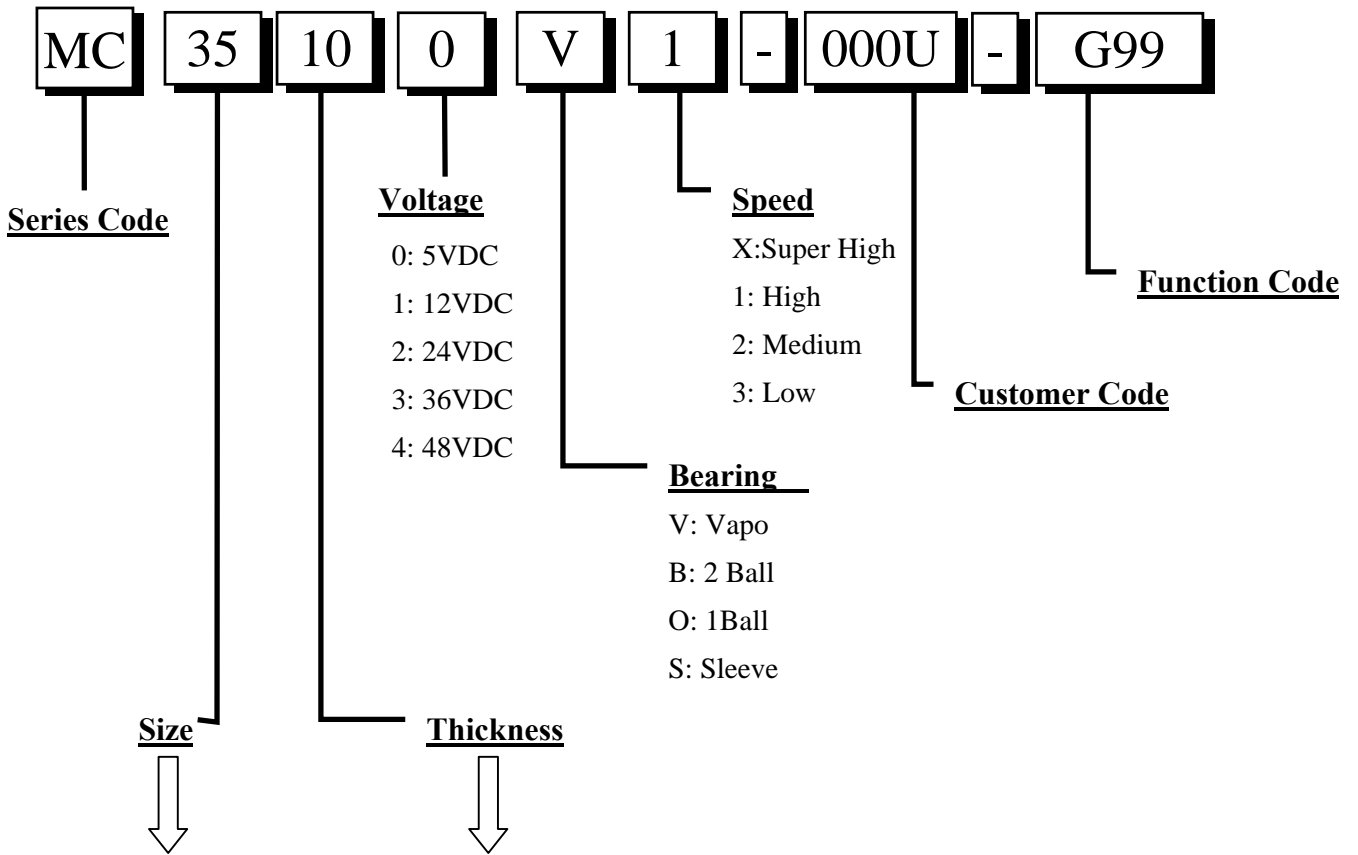 MC 35 10 0 V 1 - 000U - G99
Series Code
Voltage
0: 5VDC
1: 12VDC
2: 24VDC
3: 36VDC
4: 48VDC
Speed
X:Super High
1: High
2: Medium
3: Low
Function Code
Customer Code
Bearing
V: Vapo
B: 2 Ball
O: 1Ball
S: Sleeve
Size
Thickness